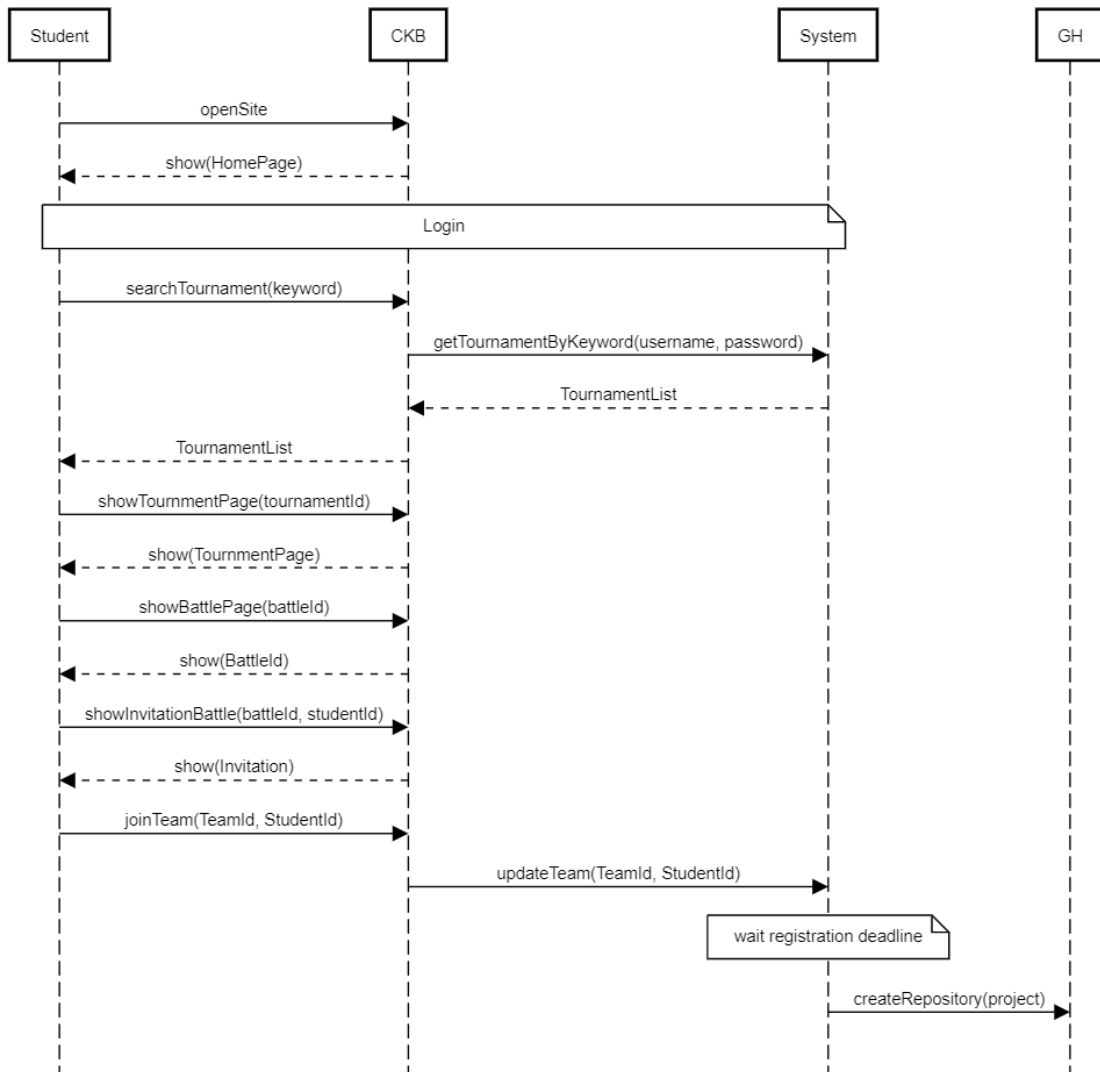 Student
CKB
System
GH
openSite
show(HomePage)
Login
searchTournament(keyword)
getTournamentByKeyword(username, password)
TournamentList
TournamentList
showTournmentPage(tournamentId)
show(TournmentPage)
showBattlePage(battleId)
show(BattleId)
showInvitationBattle(battleId, studentId)
show(Invitation)
joinTeam(TeamId, StudentId)
updateTeam(TeamId, StudentId)
wait registration deadline
createRepository(project)